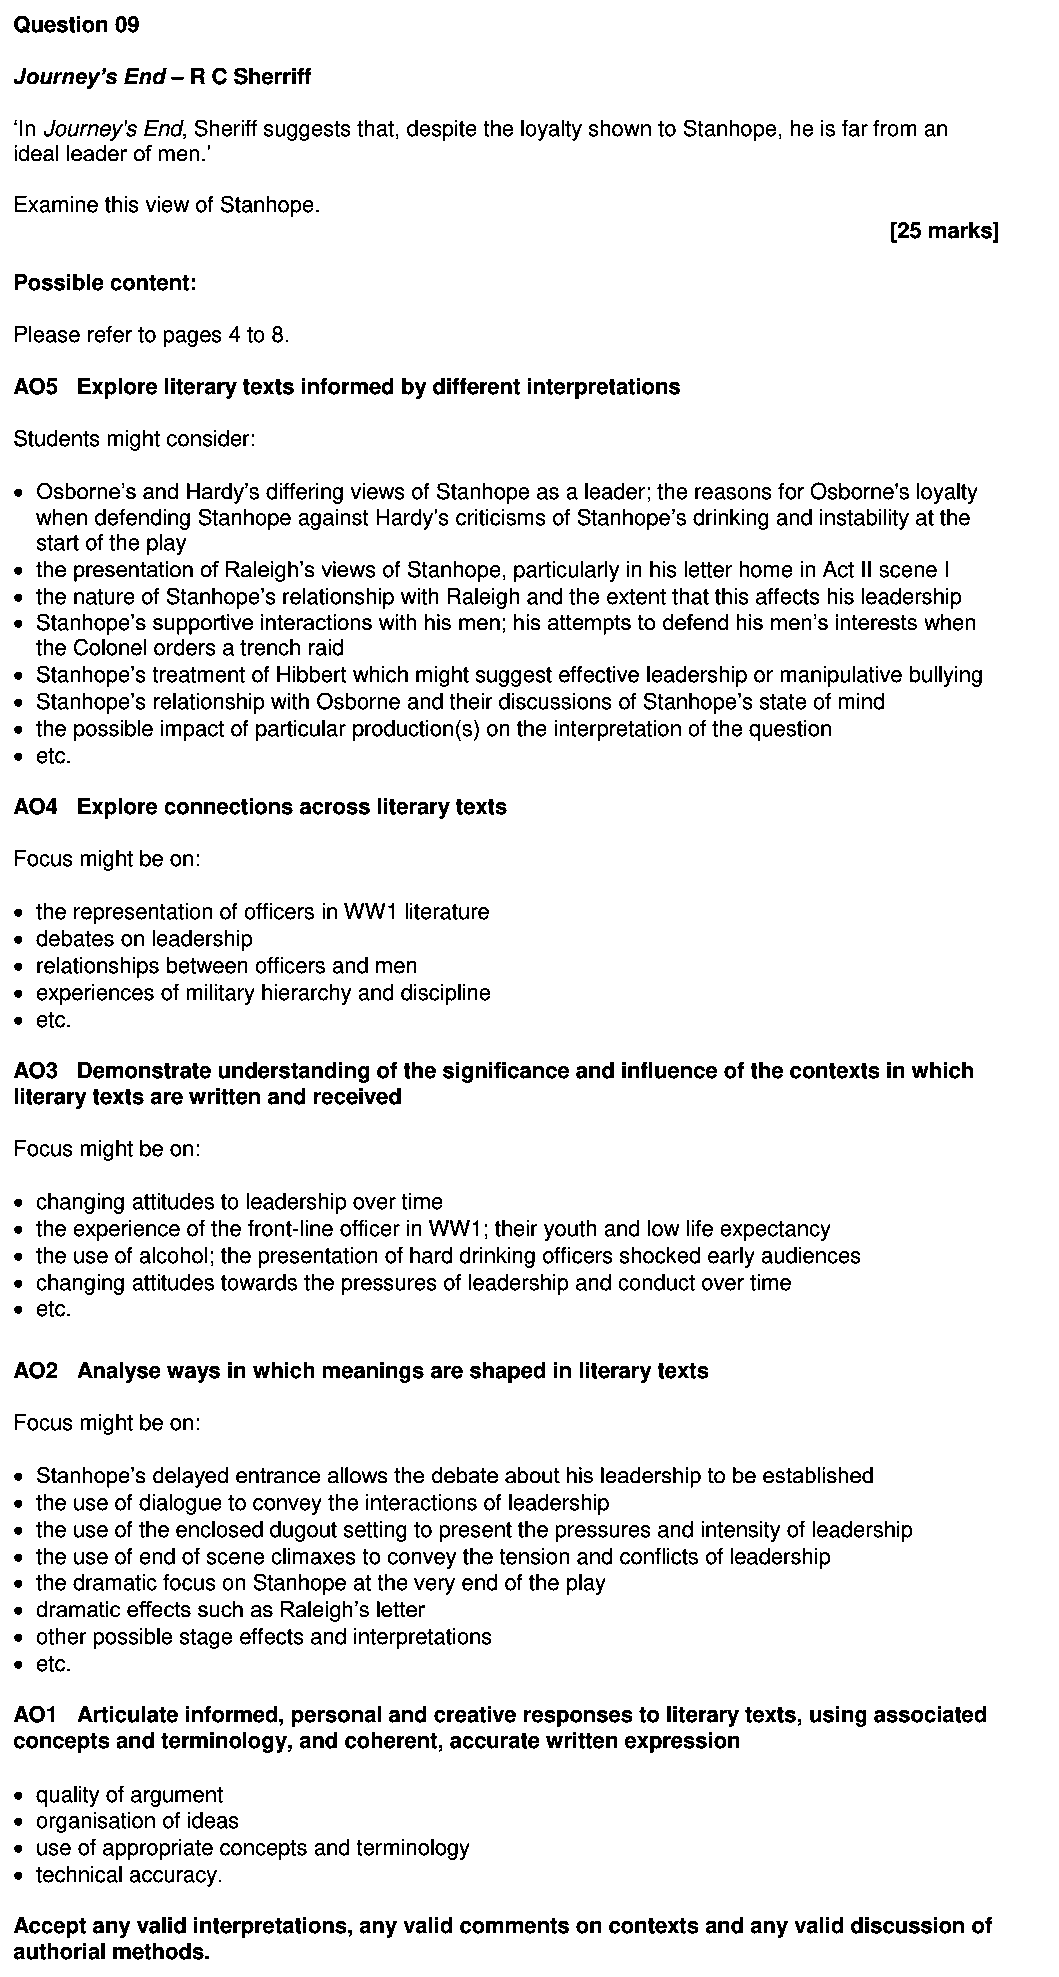 Question 09
Journey's End – R C Sherriff
‘In Journey's End, Sheriff suggests that, despite the loyalty shown to Stanhope, he is far from an
ideal leader of men.’
Examine this view of Stanhope.
[25 marks]
Possible content:
Please refer to pages 4 to 8.
AO5 Explore literary texts informed by different interpretations
Students might consider:
• Osborne's and Hardy's differing views of Stanhope as a leader; the reasons for Osborne's loyalty
when defending Stanhope against Hardy's criticisms of Stanhope's drinking and instability at the
start of the play
• the presentation of Raleigh's views of Stanhope, particularly in his letter home in Act II scene I
• the nature of Stanhope's relationship with Raleigh and the extent that this affects his leadership
• Stanhope's supportive interactions with his men; his attempts to defend his men's interests when
the Colonel orders a trench raid
• Stanhope's treatment of Hibbert which might suggest effective leadership or manipulative bullying
• Stanhope's relationship with Osborne and their discussions of Stanhope's state of mind
• the possible impact of particular production(s) on the interpretation of the question
• etc.
AO4 Explore connections across literary texts
Focus might be on:
• the representation of officers in WW1 literature
• debates on leadership
• relationships between officers and men
• experiences of military hierarchy and discipline
• etc.
AO3 Demonstrate understanding of the significance and influence of the contexts in which
literary texts are written and received
Focus might be on:
• changing attitudes to leadership over time
• the experience of the front-line officer in WW1; their youth and low life expectancy
• the use of alcohol; the presentation of hard drinking officers shocked early audiences
• changing attitudes towards the pressures of leadership and conduct over time
• etc.
AO2 Analyse ways in which meanings are shaped in literary texts
Focus might be on:
• Stanhope's delayed entrance allows the debate about his leadership to be established
• the use of dialogue to convey the interactions of leadership
• the use of the enclosed dugout setting to present the pressures and intensity of leadership
• the use of end of scene climaxes to convey the tension and conflicts of leadership
• the dramatic focus on Stanhope at the very end of the play
• dramatic effects such as Raleigh's letter
• other possible stage effects and interpretations
• etc.
AO1 Articulate informed, personal and creative responses to literary texts, using associated
concepts and terminology, and coherent, accurate written expression
• quality of argument
• organisation of ideas
• use of appropriate concepts and terminology
• technical accuracy.
Accept any valid interpretations, any valid comments on contexts and any valid discussion of
authorial methods.